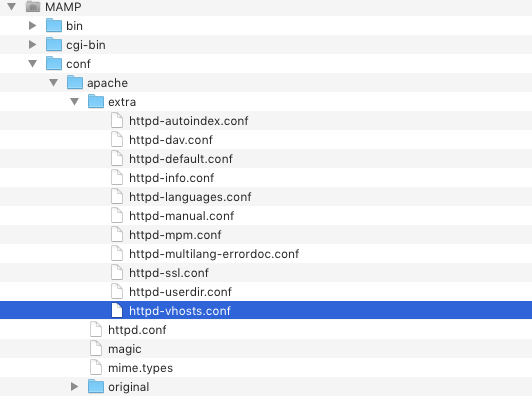 MAMP
bin
cgi-bin
conf
apache
extra
httpd-autoindex.conf
httpd-dav.conf
httpd-default.conf
httpd-info.conf
httpd-languages.conf
httpd-manual.conf
httpd-mpm.conf
httpd-multilang-errordoc.conf
httpd-ssl.conf
httpd-userdir.conf
httpd-vhosts.conf
httpd.conf
magic
mime.types
original